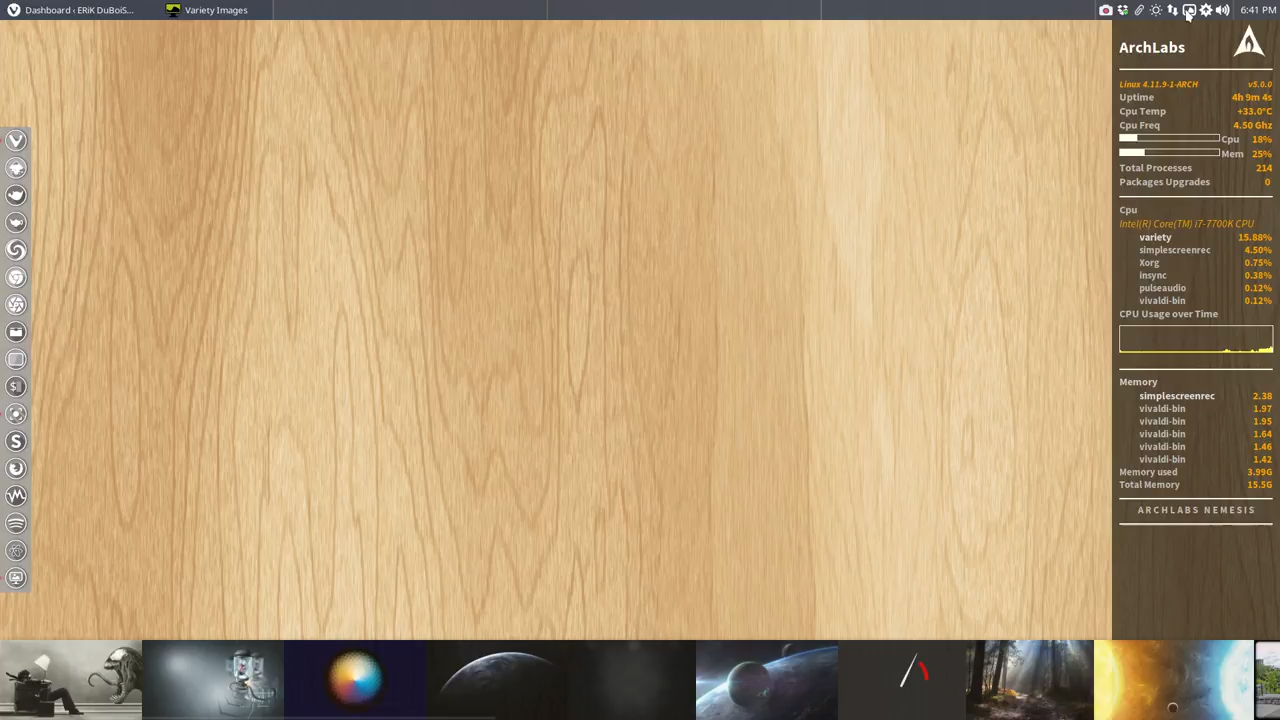 Dashboard ‹ ERiK DuBoiS...
Variety Images
6:41 PM
ArchLabs
Linux 4.11.9-1-ARCH v5.0.0
Uptime 4h 9m 4s
Cpu Temp +33.0°C
Cpu Freq 4.50 Ghz
Cpu 18%
Mem 25%
Total Processes 214
Packages Upgrades 0
Cpu
Intel(R) Core(TM) i7-7700K CPU
variety 15.88%
simplescreenrec 4.50%
Xorg 0.75%
insync 0.38%
pulseaudio 0.12%
vivaldi-bin 0.12%
CPU Usage over Time
Memory
simplescreenrec 2.38
vivaldi-bin 1.97
vivaldi-bin 1.95
vivaldi-bin 1.64
vivaldi-bin 1.46
vivaldi-bin 1.42
Memory used 3.99G
Total Memory 15.5G
ARCHLABS NEMESIS